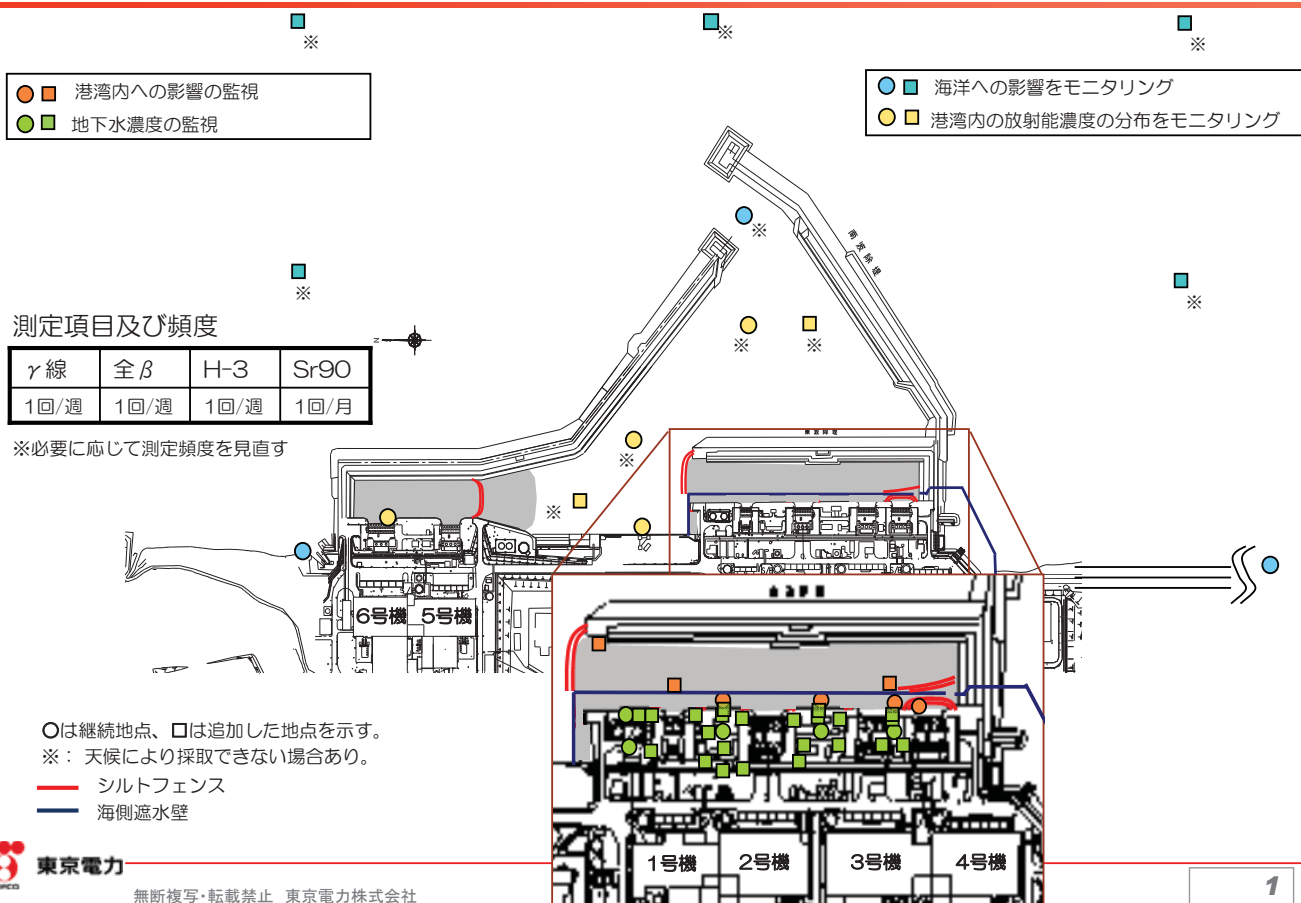 ※
※
※
港湾内への影響の監視
地下水濃度の監視
海洋への影響をモニタリング
港湾内の放射能濃度の分布をモニタリング
※
南波除堤
※
※
測定項目及び頻度
N
※
※
γ線 全β H-3 Sr90
1回/週 1回/週 1回/週 1回/月
※必要に応じて測定頻度を見直す
東波除堤
※
※
6号機 5号機
○は継続地点、□は追加した地点を示す。
※： 天候により採取できない場合あり。
シルトフェンス
海側遮水壁
1号機 2号機 3号機 4号機
東京電力
無断複写・転載禁止 東京電力株式会社
1